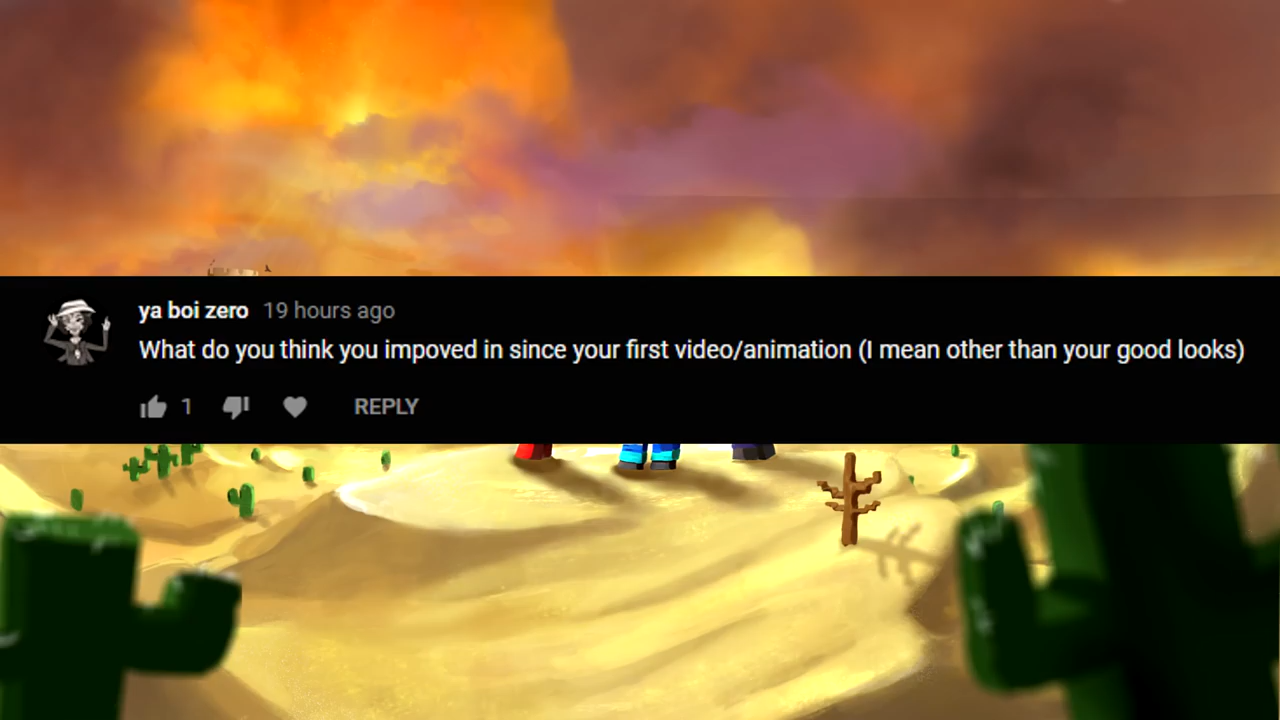 ya boi zero 19 hours ago
What do you think you impoved in since your first video/animation (I mean other than your good looks)
1 REPLY